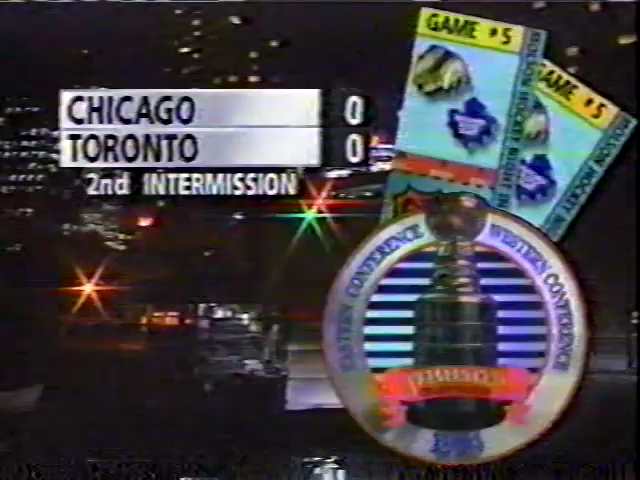 CHICAGO 0
TORONTO 0
2nd INTERMISSION
GAME #5
GAME #5
EASTERN CONFERENCE
WESTERN CONFERENCE